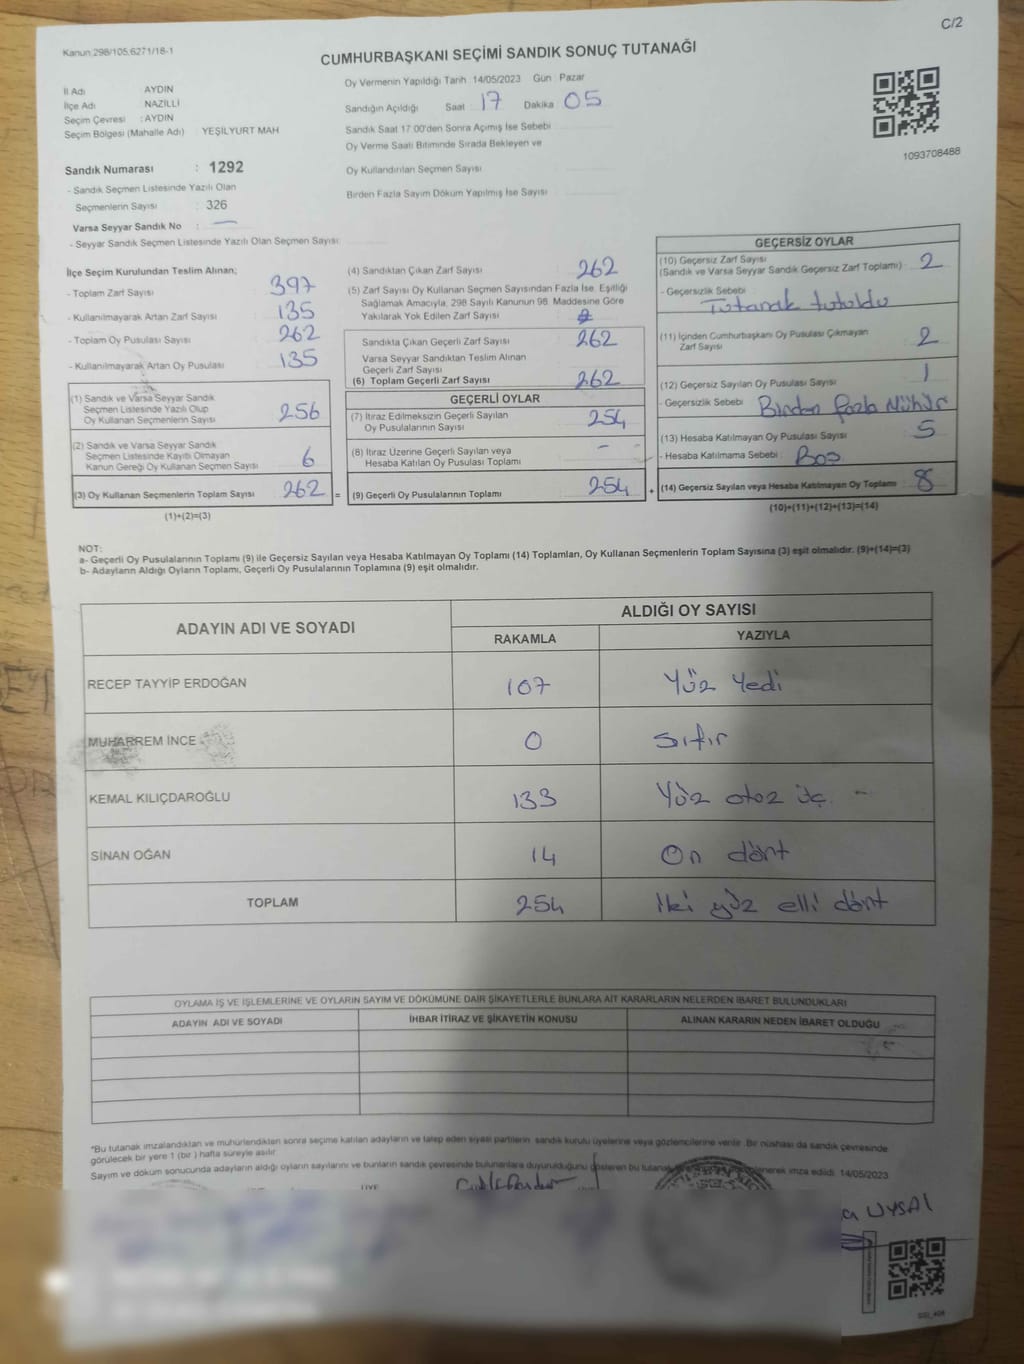 C/2
Kanun:298/105,6271/18-1
CUMHURBAŞKANI SEÇİMİ SANDIK SONUÇ TUTANAĞI
İl Adı AYDIN
İlçe Adı NAZİLLİ
Seçim Çevresi : AYDIN
Seçim Bölgesi (Mahalle Adı) : YEŞİLYURT MAH
Sandık Numarası : 1292
- Sandık Seçmen Listesinde Yazılı Olan
Seçmenlerin Sayısı : 326
Varsa Seyyar Sandık No : —
- Seyyar Sandık Seçmen Listesinde Yazılı Olan Seçmen Sayısı:
Oy Vermenin Yapıldığı Tarih 14/05/2023 Gün : Pazar
Sandığın Açıldığı Saat 17 Dakika 05
Sandık Saat 17:00'den Sonra Açımış İse Sebebi
Oy Verme Saati Bitiminde Sırada Bekleyen ve
Oy Kullandırılan Seçmen Sayısı
Birden Fazla Sayım Döküm Yapılmış İse Sayısı
1093708488
İlçe Seçim Kurulundan Teslim Alınan;
- Toplam Zarf Sayısı 397
- Kullanılmayarak Artan Zarf Sayısı 135
- Toplam Oy Pusulası Sayısı 262
- Kullanılmayarak Artan Oy Pusulası 135
(1) Sandık ve Varsa Seyyar Sandık
Seçmen Listesinde Yazılı Olup
Oy Kullanan Seçmenlerin Sayısı 256
(2) Sandık ve Varsa Seyyar Sandık
Seçmen Listesinde Kayıtlı Olmayan
Kanun Gereği Oy Kullanan Seçmen Sayısı 6
(3) Oy Kullanan Seçmenlerin Toplam Sayısı 262 =
(1)+(2)=(3)
(4) Sandıktan Çıkan Zarf Sayısı 262
(5) Zarf Sayısı Oy Kullanan Seçmen Sayısından Fazla İse, Eşitliği
Sağlamak Amacıyla, 298 Sayılı Kanunun 98. Maddesine Göre
Yakılarak Yok Edilen Zarf Sayısı
Sandıkta Çıkan Geçerli Zarf Sayısı 262
Varsa Seyyar Sandıktan Teslim Alınan
Geçerli Zarf Sayısı
(6) Toplam Geçerli Zarf Sayısı 262
GEÇERLİ OYLAR
(7) İtiraz Edilmeksizin Geçerli Sayılan
Oy Pusulalarının Sayısı 254
(8) İtiraz Üzerine Geçerli Sayılan veya
Hesaba Katılan Oy Pusulası Toplamı -
(9) Geçerli Oy Pusulalarının Toplamı 254 +
GEÇERSİZ OYLAR
(10) Geçersiz Zarf Sayısı
(Sandık ve Varsa Seyyar Sandık Geçersiz Zarf Toplamı) 2
- Geçersizlik Sebebi
Tutanak tutuldu
(11) İçinden Cumhurbaşkanı Oy Pusulası Çıkmayan
Zarf Sayısı 2
(12) Geçersiz Sayılan Oy Pusulası Sayısı 1
- Geçersizlik Sebebi : Birden fazla Mühür
(13) Hesaba Katılmayan Oy Pusulası Sayısı 5
- Hesaba Katılmama Sebebi : Boş
(14) Geçersiz Sayılan veya Hesaba Katılmayan Oy Toplamı 8
(10)+(11)+(12)+(13)=(14)
NOT:
a- Geçerli Oy Pusulalarının Toplamı (9) ile Geçersiz Sayılan veya Hesaba Katılmayan Oy Toplamı (14) Toplamları, Oy Kullanan Seçmenlerin Toplam Sayısına (3) eşit olmalıdır. (9)+(14)=(3)
b- Adayların Aldığı Oyların Toplamı, Geçerli Oy Pusulalarının Toplamına (9) eşit olmalıdır.
ADAYIN ADI VE SOYADI
ALDIĞI OY SAYISI
RAKAMLA YAZIYLA
RECEP TAYYİP ERDOĞAN 107 Yüz Yedi
MUHARREM İNCE 0 sıfır
KEMAL KILIÇDAROĞLU 133 Yüz otuz üç -
SİNAN OĞAN 14 On dört
TOPLAM 254 İki yüz elli dört
OYLAMA İŞ VE İŞLEMLERİNE VE OYLARIN SAYIM VE DÖKÜMÜNE DAİR ŞİKAYETLERLE BUNLARA AİT KARARLARIN NELERDEN İBARET BULUNDUKLARI
ADAYIN ADI VE SOYADI İHBAR İTİRAZ VE ŞİKAYETİN KONUSU ALINAN KARARIN NEDEN İBARET OLDUĞU
*Bu tutanak imzalandıktan ve mühürlendikten sonra seçime katılan adayların ve talep eden siyasi partilerin sandık kurulu üyelerine veya gözlemcilerine verilir. Bir nüshası da sandık çevresinde
görülecek bir yere 1 (bir ) hafta süreyle asılır.
Sayım ve döküm sonucunda adayların aldığı oyların sayılarını ve bunların sandık çevresinde bulunanlara duyurulduğunu gösteren bu tutanak imza edildi. 14/05/2023
UYSAL